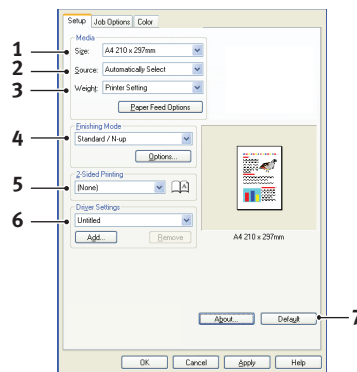 Setup Job Options Color
Media
1 Size: A4 210 x 297mm
2 Source: Automatically Select
3 Weight: Printer Setting
Paper Feed Options
4 Finishing Mode
Standard / N-up
Options...
5 2-Sided Printing
(None)
6 Driver Settings
Untitled
Add... Remove
A4 210 x 297mm
About... Default 7
OK Cancel Apply Help